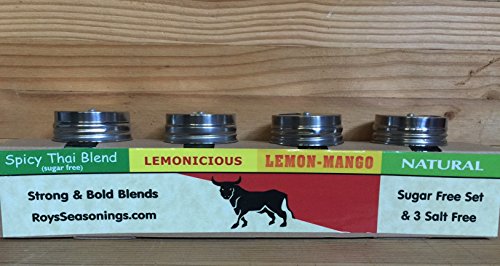 Spicy Thai Blend
(sugar free)
LEMONICIOUS
LEMON-MANGO
NATURAL
Strong & Bold Blends
RoysSeasonings.com
Sugar Free Set
& 3 Salt Free